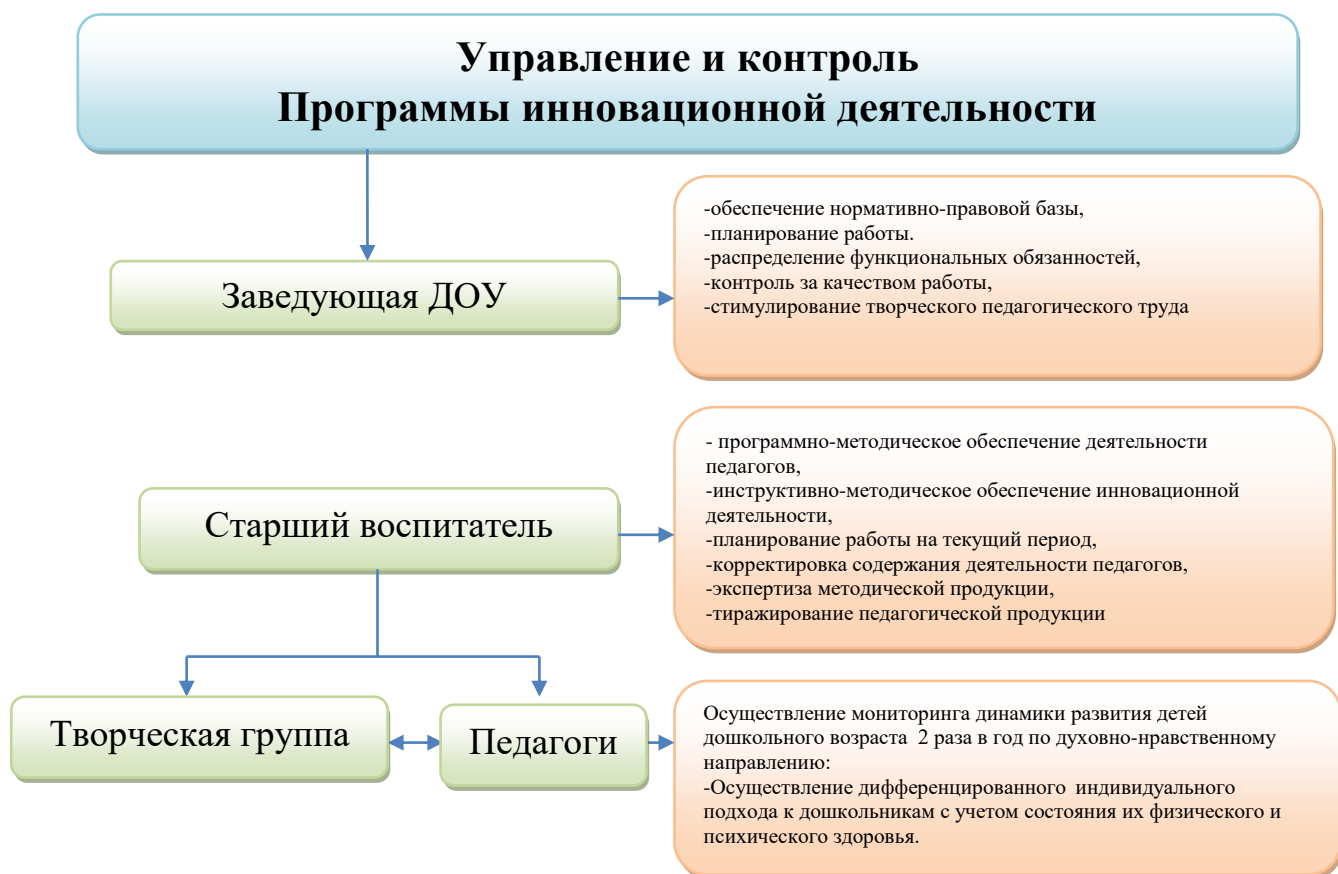 Управление и контроль
Программы инновационной деятельности
Заведующая ДОУ
-обеспечение нормативно-правовой базы,
-планирование работы.
-распределение функциональных обязанностей,
-контроль за качеством работы,
-стимулирование творческого педагогического труда
Старший воспитатель
- программно-методическое обеспечение деятельности
педагогов,
-инструктивно-методическое обеспечение инновационной
деятельности,
-планирование работы на текущий период,
-корректировка содержания деятельности педагогов,
-экспертиза методической продукции,
-тиражирование педагогической продукции
Творческая группа
Педагоги
Осуществление мониторинга динамики развития детей
дошкольного возраста 2 раза в год по духовно-нравственному
направлению:
-Осуществление дифференцированного индивидуального
подхода к дошкольникам с учетом состояния их физического и
психического здоровья.